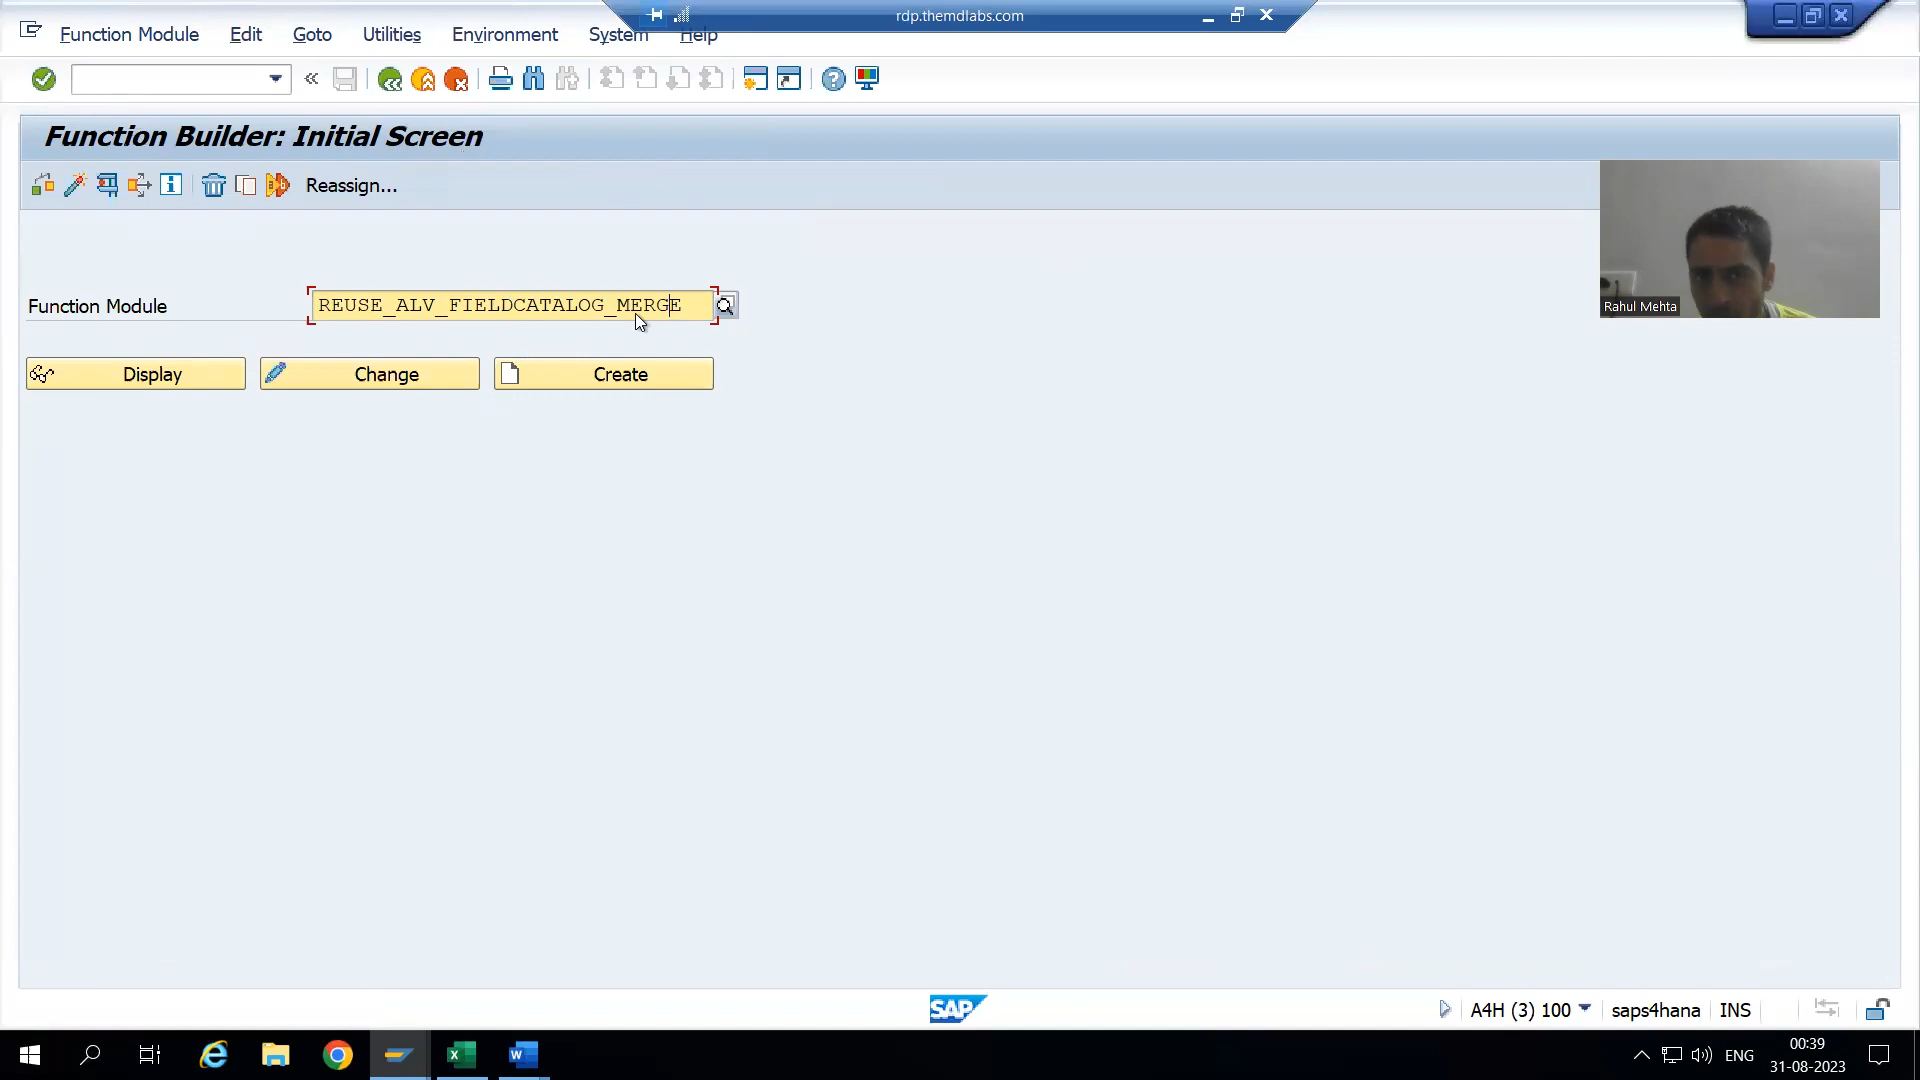 rdp.themdlabs.com
Function Module Edit Goto Utilities Environment System Help
Function Builder: Initial Screen
Reassign...
Rahul Mehta
Function Module REUSE_ALV_FIELDCATALOG_MERGE
Display Change Create
SAP
A4H (3) 100 saps4hana INS
ENG
00:39
31-08-2023